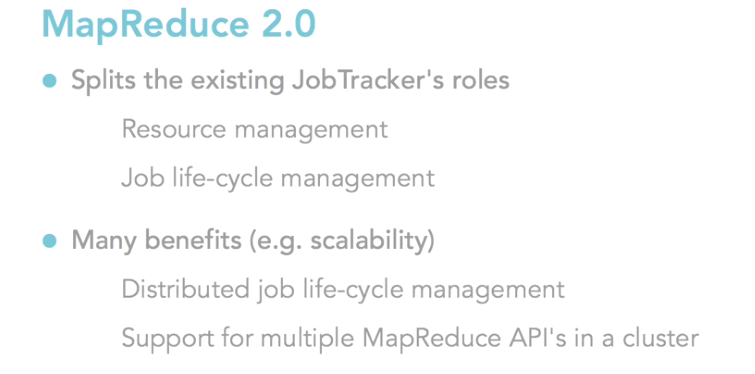 MapReduce 2.0
Splits the existing JobTracker's roles
Resource management
Job life-cycle management
Many benefits (e.g. scalability)
Distributed job life-cycle management
Support for multiple MapReduce API's in a cluster